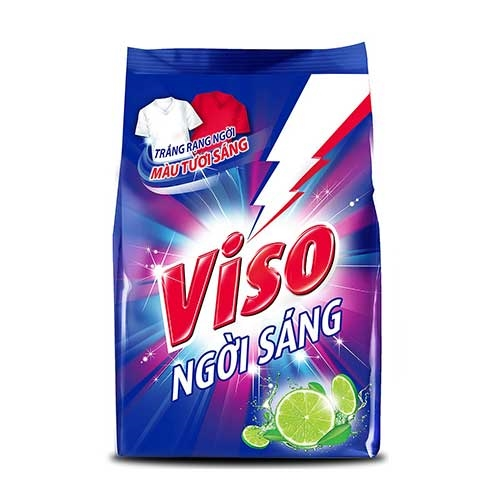 TRẮNG RẠNG NGỜI
MÀU TƯƠI SÁNG
Viso
NGỜI SÁNG